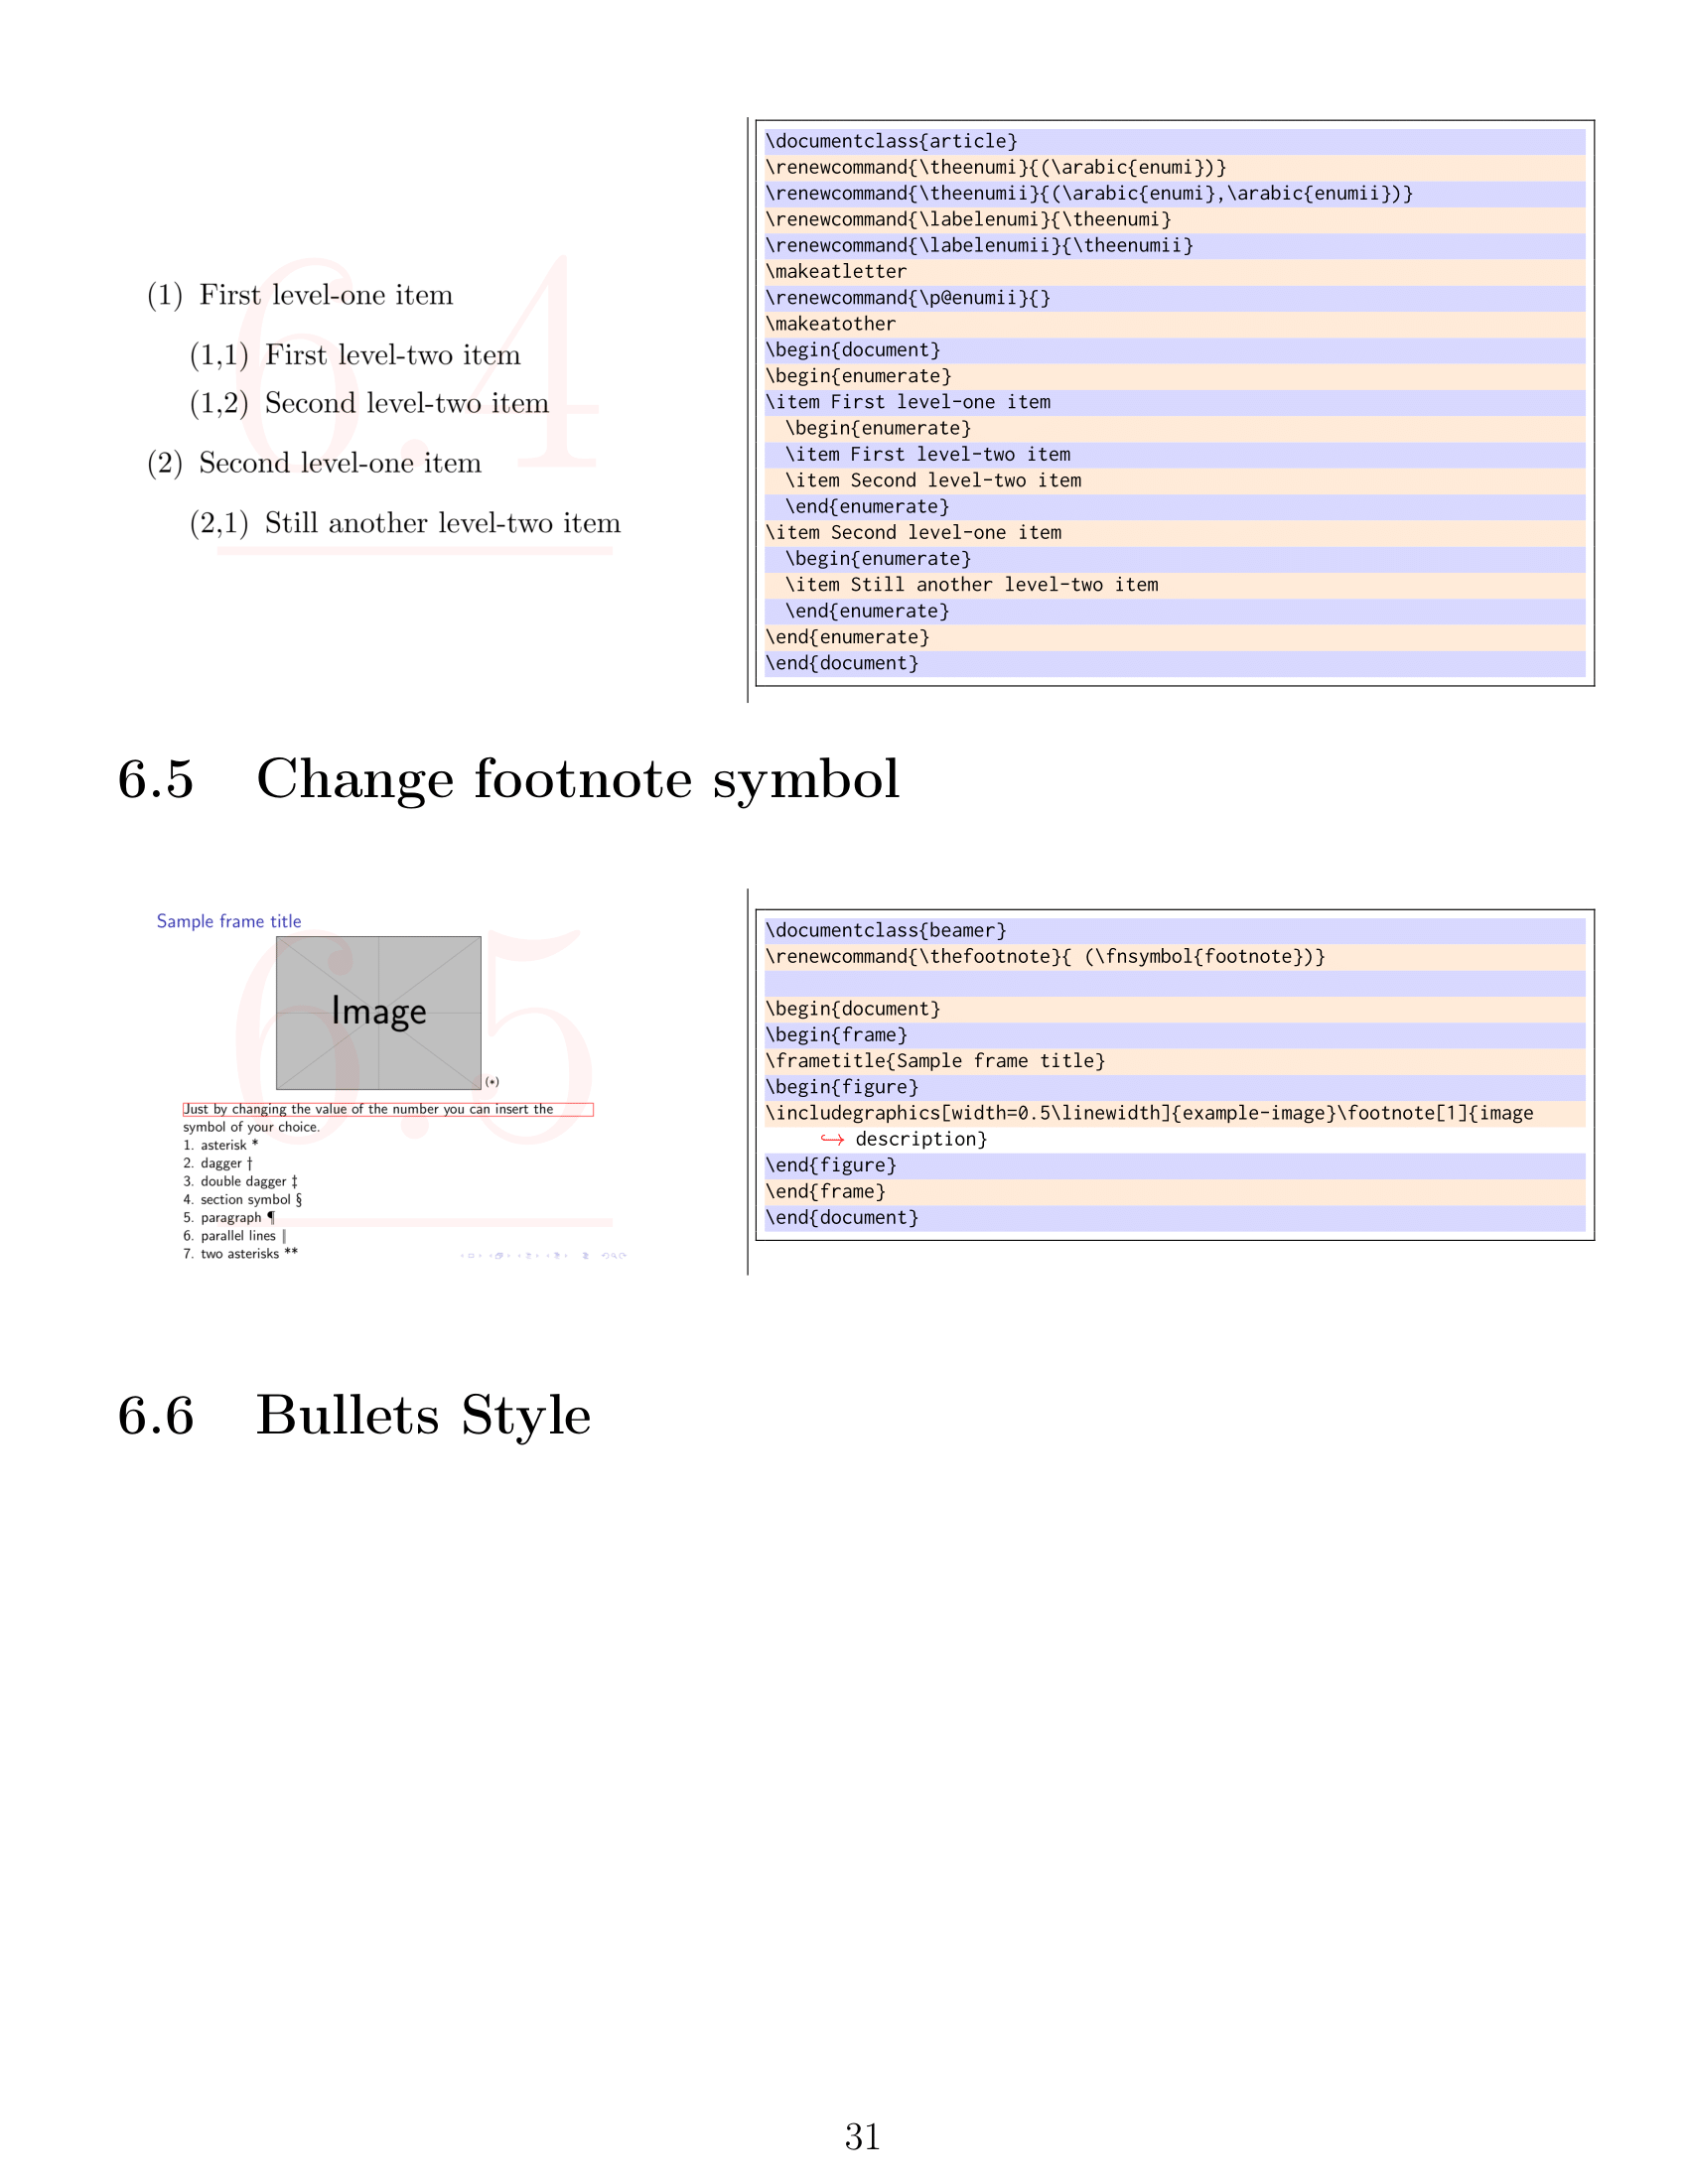 6.4
(1) First level-one item
(1,1) First level-two item
(1,2) Second level-two item
(2) Second level-one item
(2,1) Still another level-two item
\documentclass{article}
\renewcommand{\theenumi}{(\arabic{enumi})}
\renewcommand{\theenumii}{(\arabic{enumi},\arabic{enumii})}
\renewcommand{\labelenumi}{\theenumi}
\renewcommand{\labelenumii}{\theenumii}
\makeatletter
\renewcommand{\p@enumii}{}
\makeatother
\begin{document}
\begin{enumerate}
\item First level-one item
\begin{enumerate}
\item First level-two item
\item Second level-two item
\end{enumerate}
\item Second level-one item
\begin{enumerate}
\item Still another level-two item
\end{enumerate}
\end{enumerate}
\end{document}
6.5 Change footnote symbol
6.5
Sample frame title
Image
(*)
Just by changing the value of the number you can insert the
symbol of your choice.
1. asterisk *
2. dagger †
3. double dagger ‡
4. section symbol §
5. paragraph ¶
6. parallel lines ∥
7. two asterisks **
\documentclass{beamer}
\renewcommand{\thefootnote}{ (\fnsymbol{footnote})}
\begin{document}
\begin{frame}
\frametitle{Sample frame title}
\begin{figure}
\includegraphics[width=0.5\linewidth]{example-image}\footnote[1]{image
↪ description}
\end{figure}
\end{frame}
\end{document}
6.6 Bullets Style
31